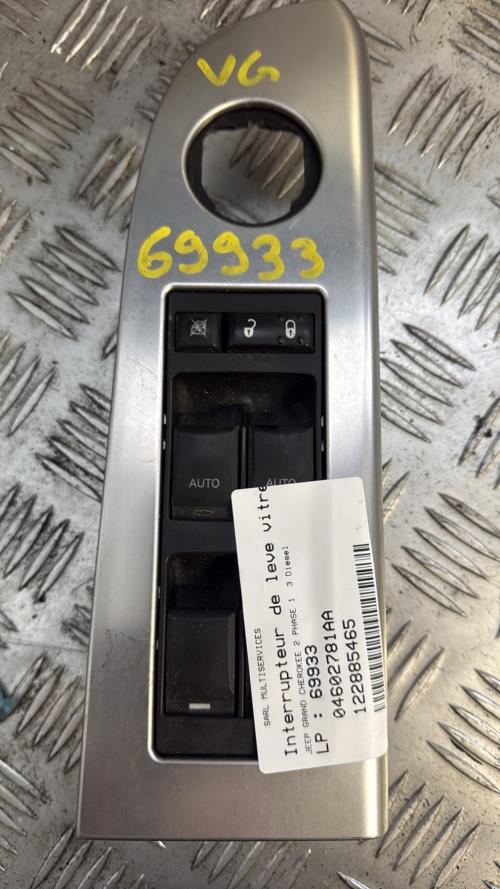 VG
69933
AUTO
AUTO
SARL MULTISERVICES
Interrupteur de leve vitre
JEEP GRAND CHEROKEE 2 PHASE 1 3 Diesel
LP : 69933
04602781AA
122885465